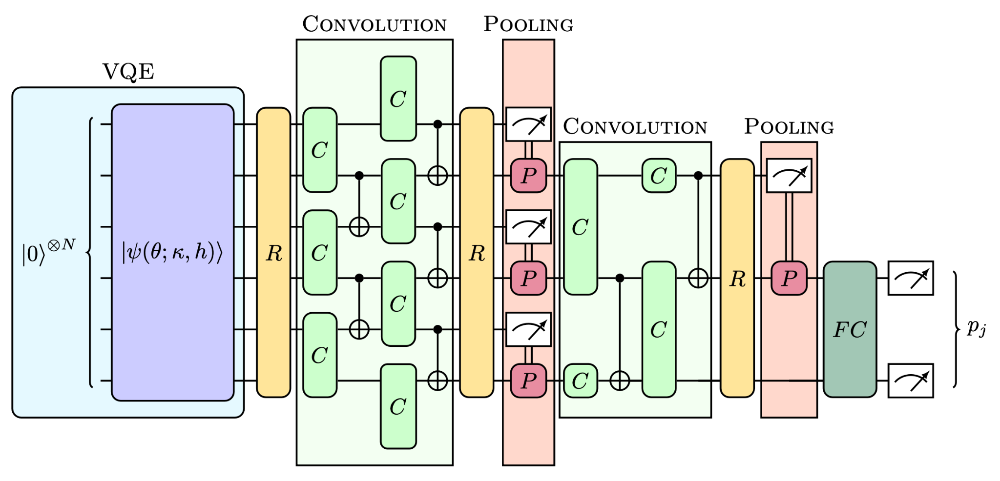 CONVOLUTION
POOLING
VQE
CONVOLUTION
POOLING
|0⟩^{⊗N}
|ψ(θ; κ, h)⟩
R
C
C
C
C
C
C
C
R
P
P
P
C
C
C
C
R
P
FC
p_j